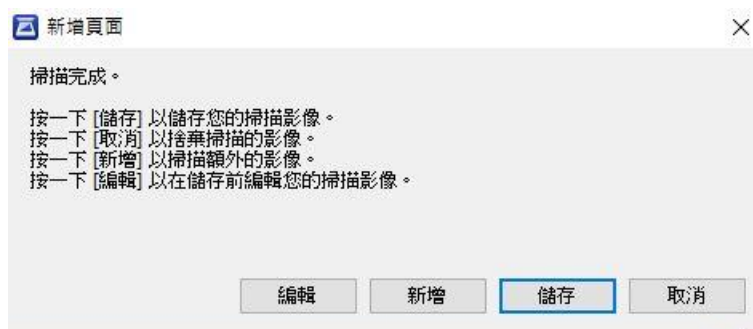 新增頁面
掃描完成。
按一下 [儲存] 以儲存您的掃描影像。
按一下 [取消] 以捨棄掃描的影像。
按一下 [新增] 以掃描額外的影像。
按一下 [編輯] 以在儲存前編輯您的掃描影像。
編輯 新增 儲存 取消